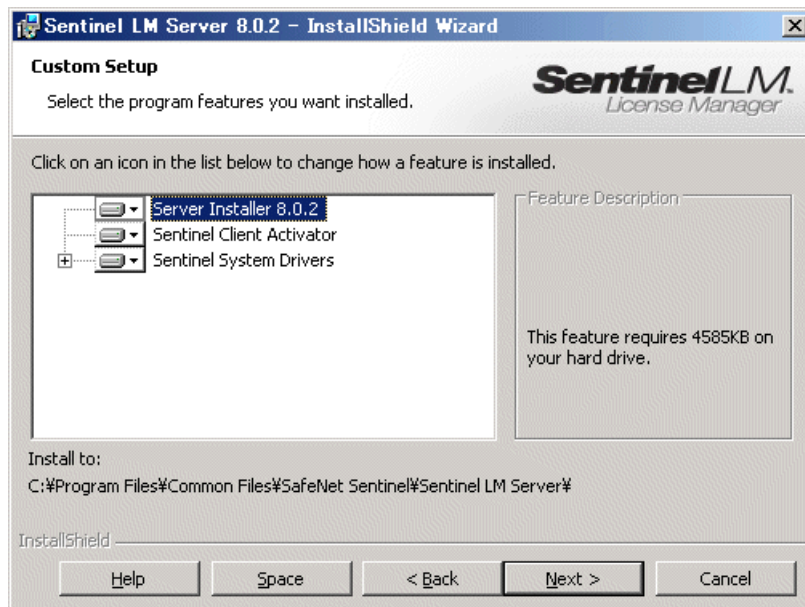 Sentinel LM Server 8.0.2 - InstallShield Wizard
Custom Setup
Select the program features you want installed.
SentinelLM.
License Manager
Click on an icon in the list below to change how a feature is installed.
Server Installer 8.0.2
Sentinel Client Activator
Sentinel System Drivers
Feature Description
This feature requires 4585KB on
your hard drive.
Install to:
C:¥Program Files¥Common Files¥SafeNet Sentinel¥Sentinel LM Server¥
InstallShield
Help
Space
< Back
Next >
Cancel